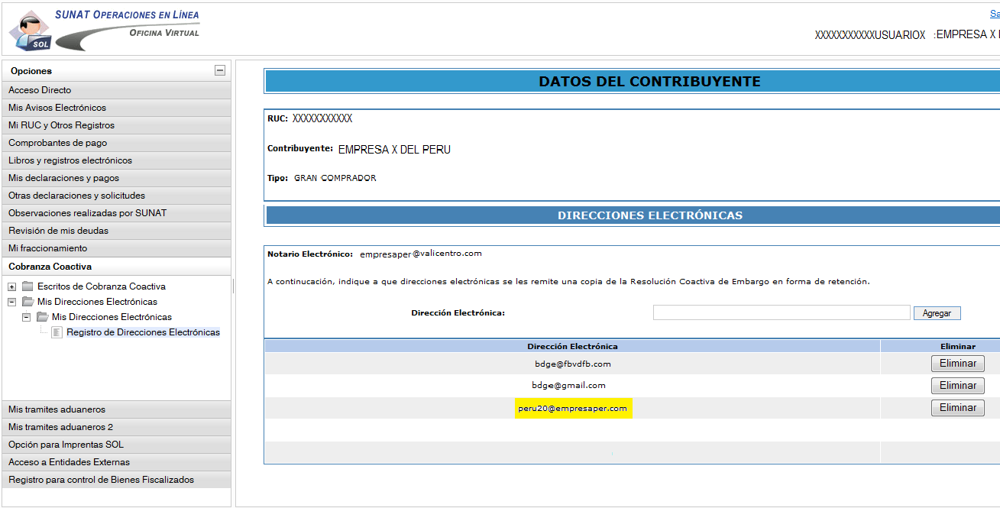 SUNAT OPERACIONES EN LÍNEA
OFICINA VIRTUAL
SOL
Sa
XXXXXXXXXXUSUARIOX :EMPRESA X
Opciones
Acceso Directo
Mis Avisos Electrónicos
Mi RUC y Otros Registros
Comprobantes de pago
Libros y registros electrónicos
Mis declaraciones y pagos
Otras declaraciones y solicitudes
Observaciones realizadas por SUNAT
Revisión de mis deudas
Mi fraccionamiento
Cobranza Coactiva
Escritos de Cobranza Coactiva
Mis Direcciones Electrónicas
Mis Direcciones Electrónicas
Registro de Direcciones Electrónicas
Mis tramites aduaneros
Mis tramites aduaneros 2
Opción para Imprentas SOL
Acceso a Entidades Externas
Registro para control de Bienes Fiscalizados
DATOS DEL CONTRIBUYENTE
RUC: XXXXXXXXXXX
Contribuyente: EMPRESA X DEL PERU
Tipo: GRAN COMPRADOR
DIRECCIONES ELECTRÓNICAS
Notario Electrónico: empresaper@valicentro.com
A continucación, indique a que direcciones electrónicas se les remite una copia de la Resolución Coactiva de Embargo en forma de retención.
Dirección Electrónica: Agregar
Dirección Electrónica Eliminar
bdge@fbvdfb.com Eliminar
bdge@gmail.com Eliminar
peru20@empresaper.com Eliminar